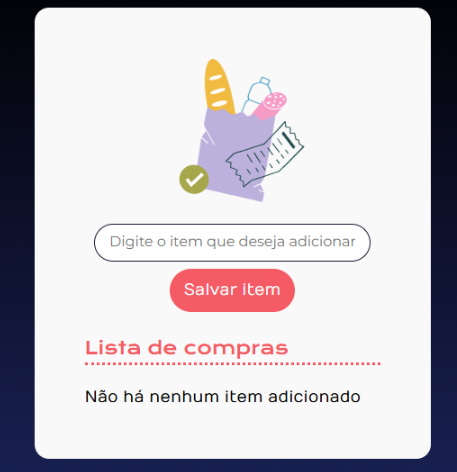 Digite o item que deseja adicionar
Salvar item
Lista de compras
Não há nenhum item adicionado